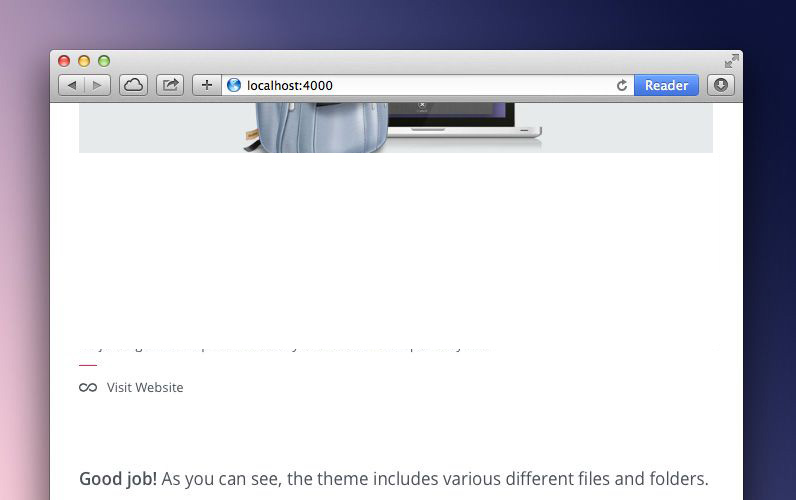 localhost:4000
Reader
Visit Website
Good job! As you can see, the theme includes various different files and folders.